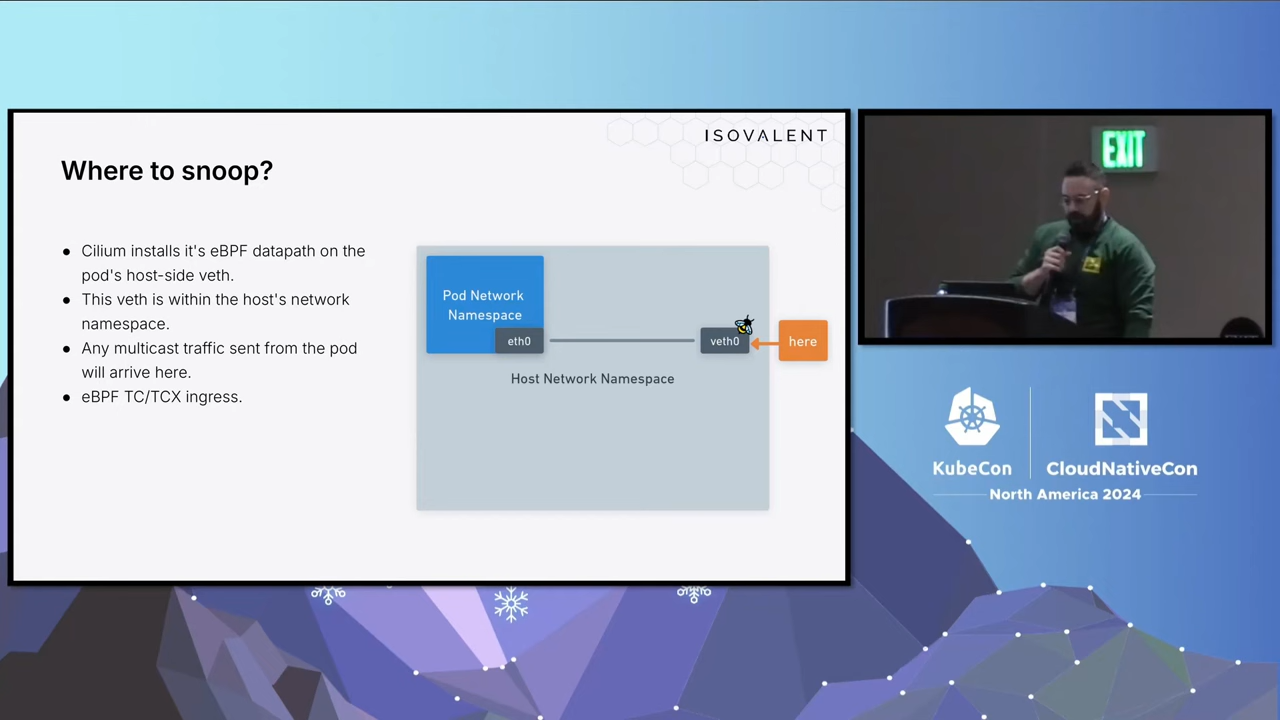 ISOVALENT
Where to snoop?
● Cilium installs it's eBPF datapath on the
pod's host-side veth.
● This veth is within the host's network
namespace.
● Any multicast traffic sent from the pod
will arrive here.
● eBPF TC/TCX ingress.
Pod Network
Namespace
eth0
veth0
here
Host Network Namespace
EXIT
KubeCon
CloudNativeCon
North America 2024